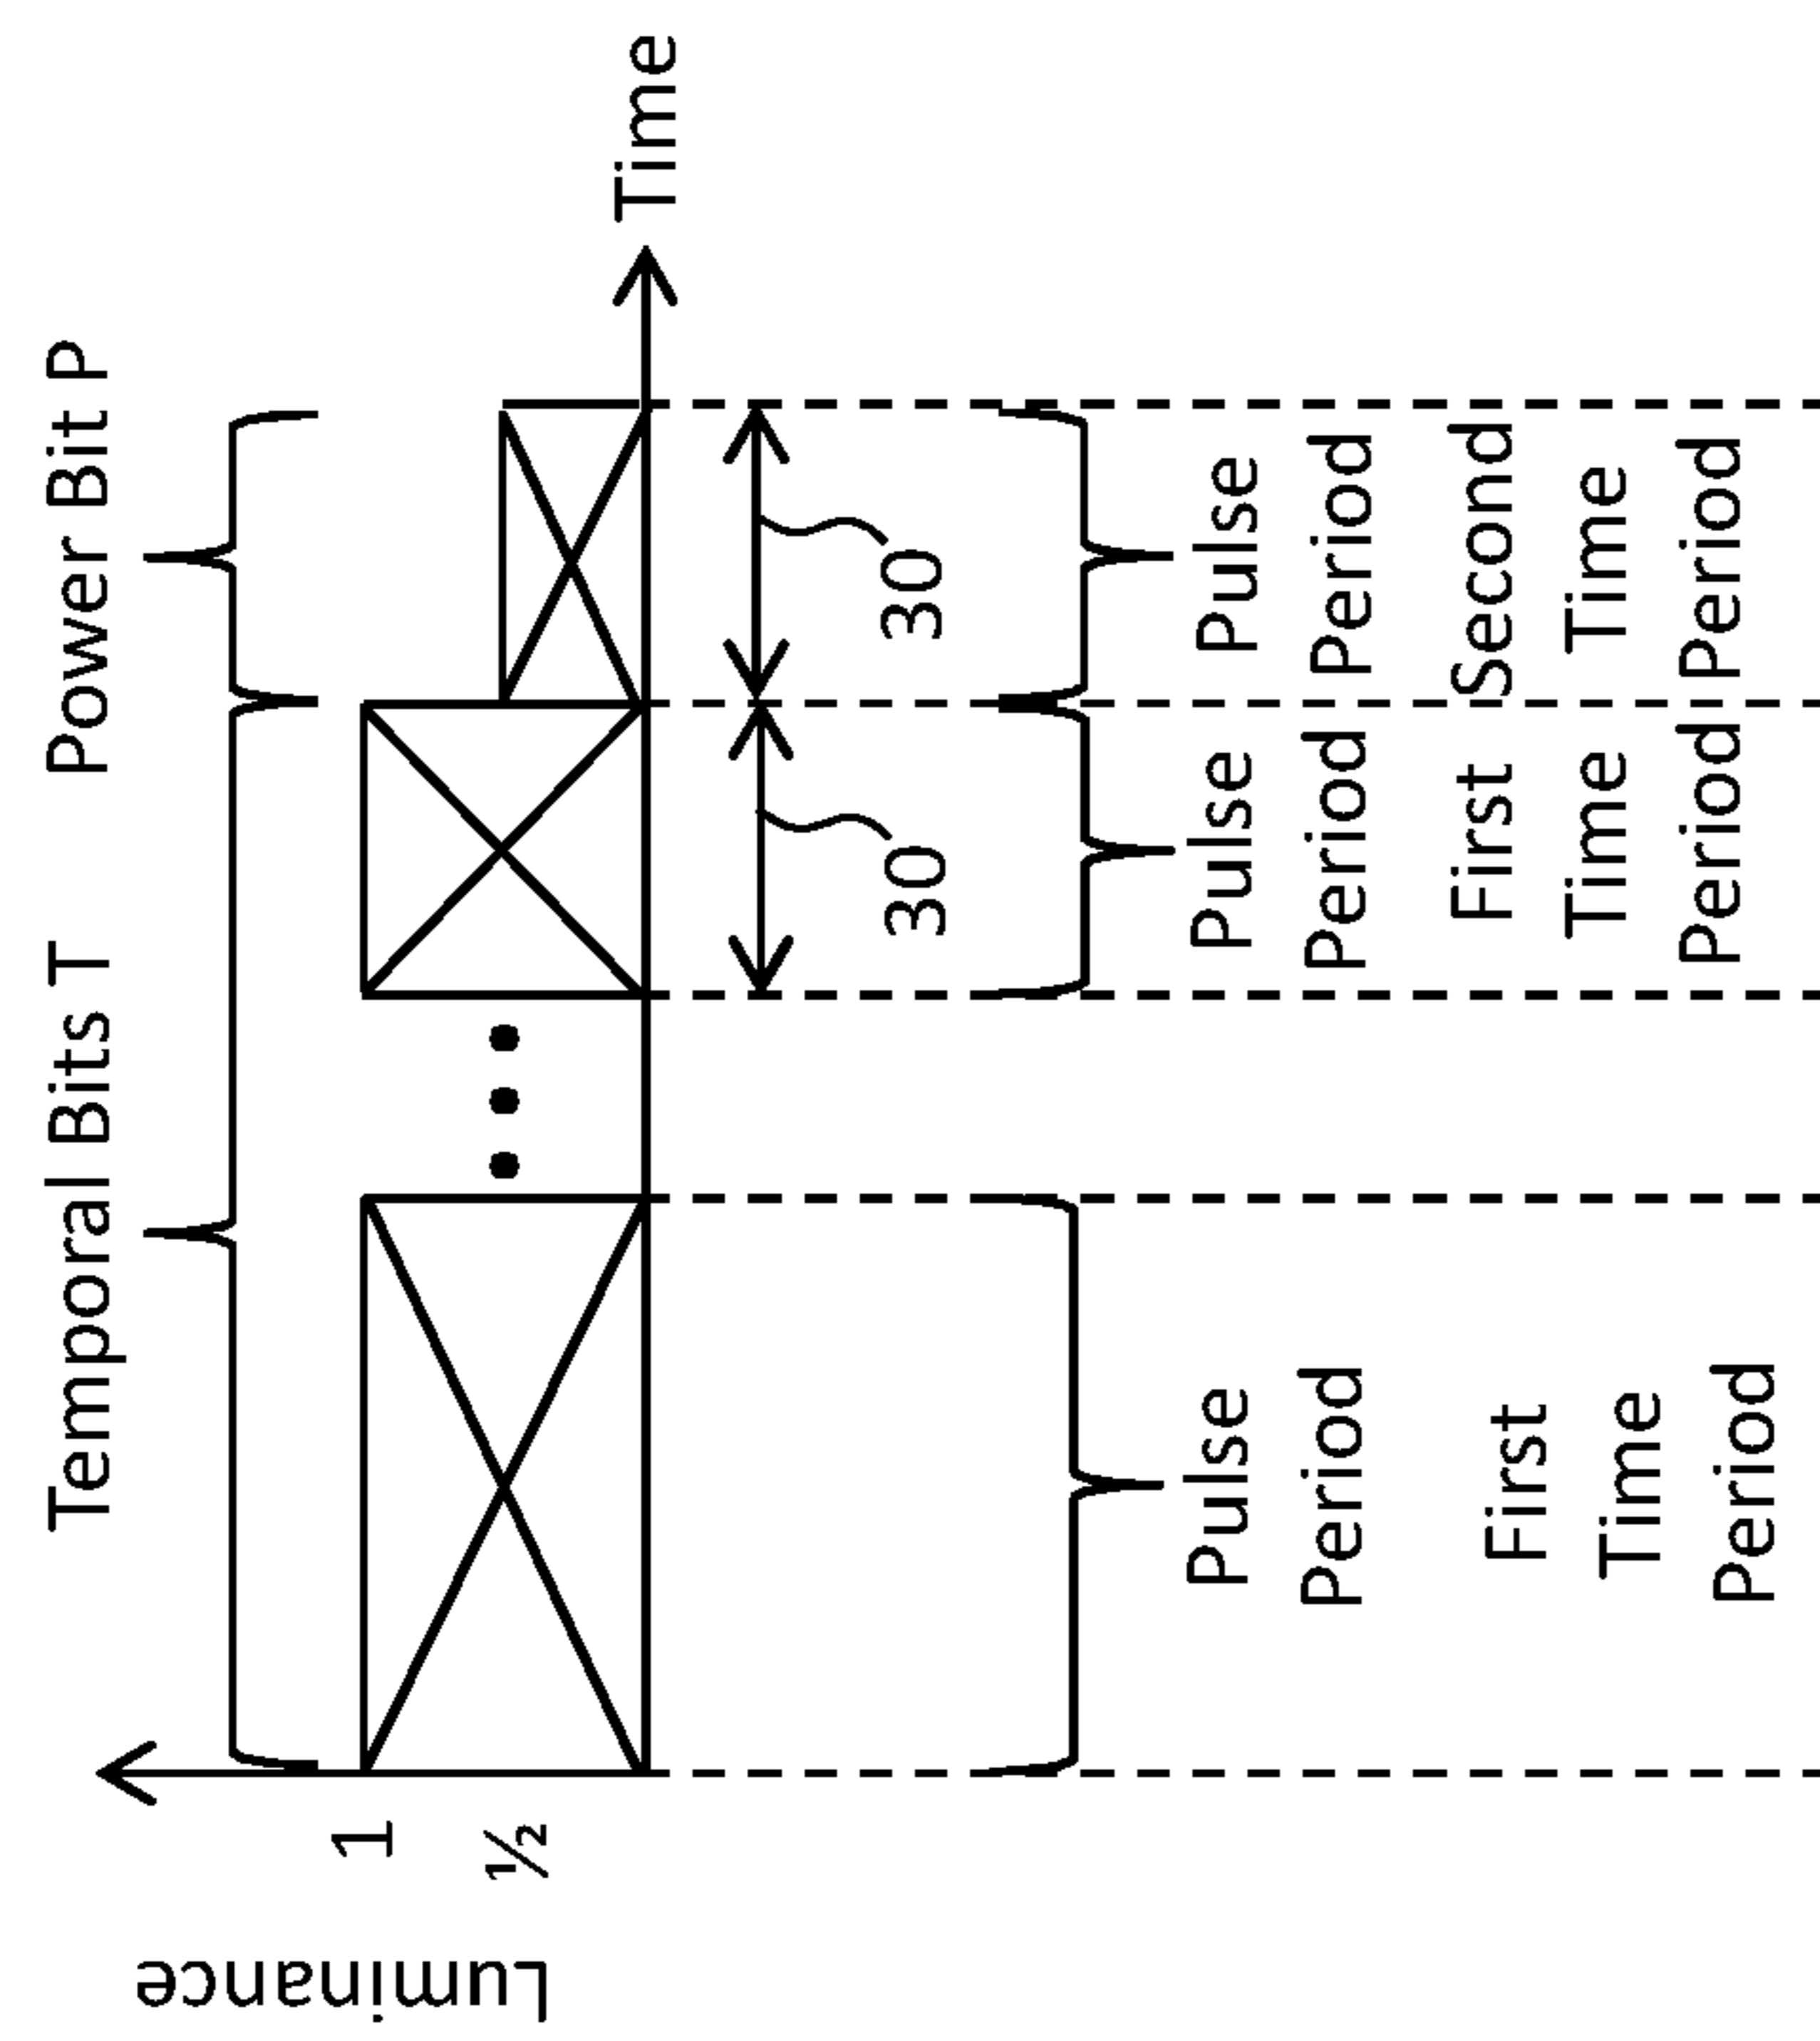 Temporal Bits T
Power Bit P
Luminance
1
½
Time
30
30
Pulse
Period
First
Time
Period
Pulse
Period
First
Time
Period
Pulse
Period
Second
Time
Period